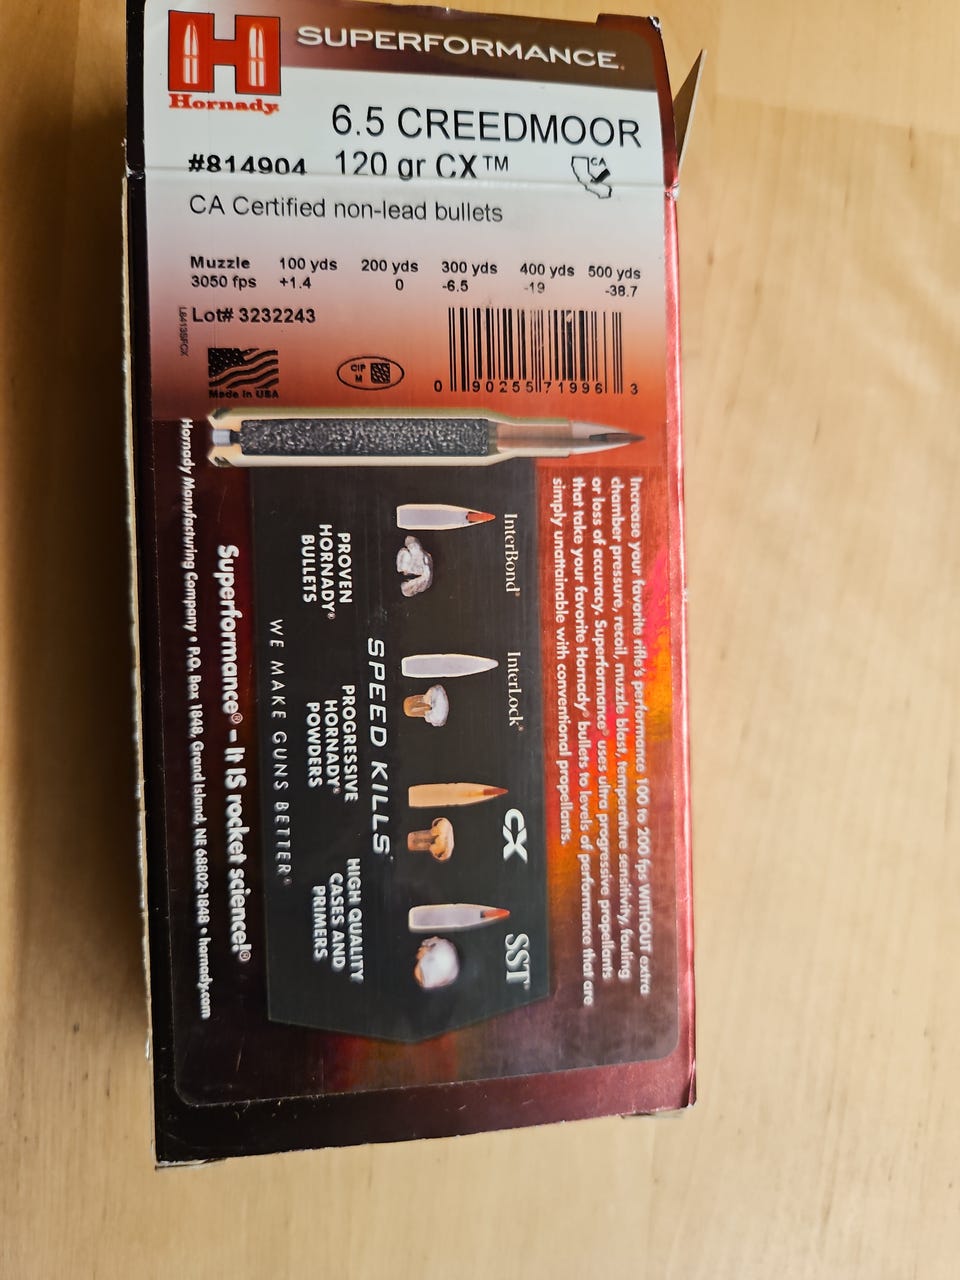 SUPERFORMANCE®
H
Hornady®
6.5 CREEDMOOR
#814904 120 gr CX™
CA
CA Certified non-lead bullets
Muzzle 100 yds 200 yds 300 yds 400 yds 500 yds
3050 fps +1.4 0 -6.5 -19 -38.7
Lot# 3232243
Made in USA
CIP
M
0 90255 71996 3
Increase your favorite rifle's performance 100 to 200 fps WITHOUT extra
chamber pressure, recoil, muzzle blast, temperature sensitivity, fouling
or loss of accuracy. Superformance® uses ultra progressive propellants
that take your favorite Hornady® bullets to levels of performance that are
simply unattainable with conventional propellants.
InterBond®
InterLock®
CX
SST®
SPEED KILLS
PROVEN
HORNADY®
BULLETS
PROGRESSIVE
HORNADY®
POWDERS
HIGH QUALITY
CASES AND
PRIMERS
WE MAKE GUNS BETTER
Superformance® – It IS rocket science!®
Hornady Manufacturing Company • P.O. Box 1848, Grand Island, NE 68802-1848 • hornady.com